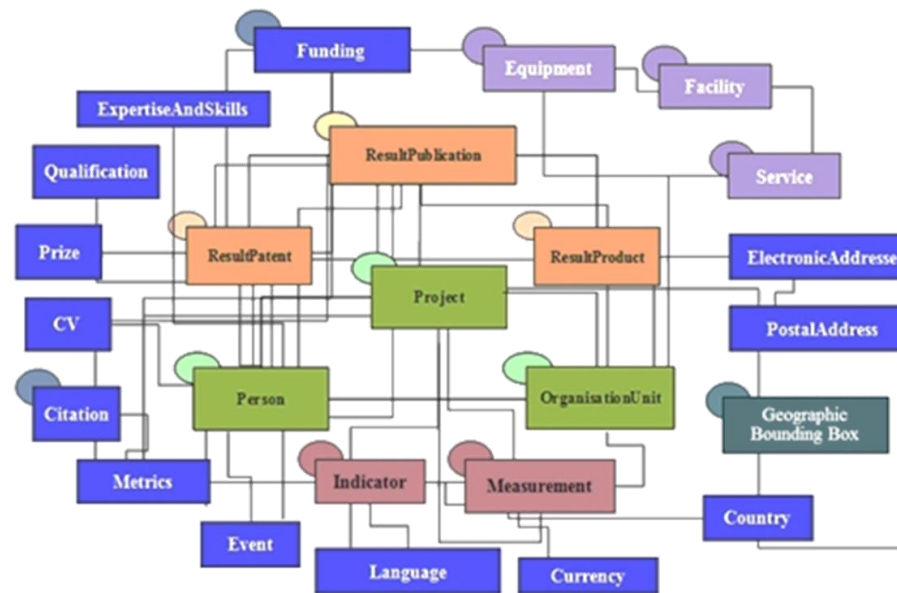 Funding
Equipment
Facility
ExpertiseAndSkills
ResultPublication
Qualification
Service
Prize
ResultPatent
ResultProduct
ElectronicAddresse
Project
CV
PostalAddress
Person
OrganisationUnit
Citation
Geographic
Bounding Box
Metrics
Indicator
Measurement
Country
Event
Language
Currency